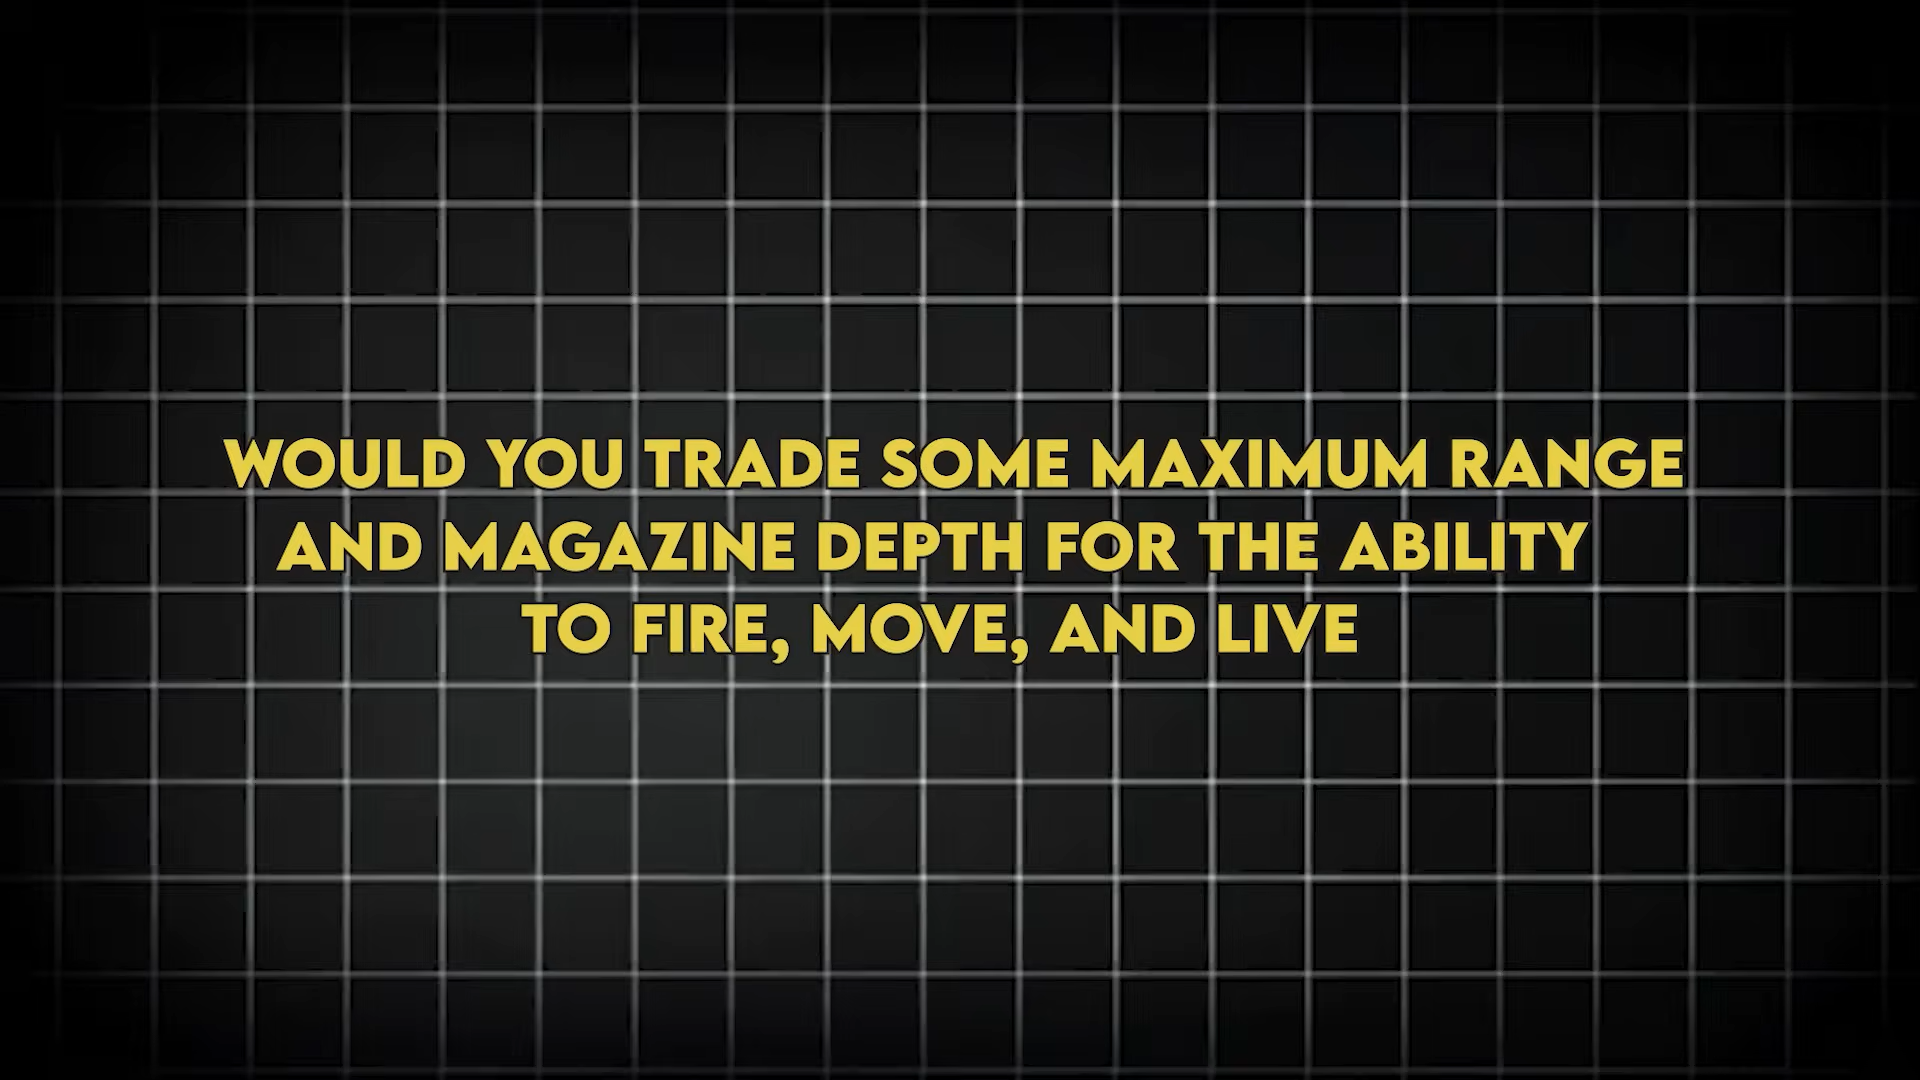 WOULD YOU TRADE SOME MAXIMUM RANGE
AND MAGAZINE DEPTH FOR THE ABILITY
TO FIRE, MOVE, AND LIVE